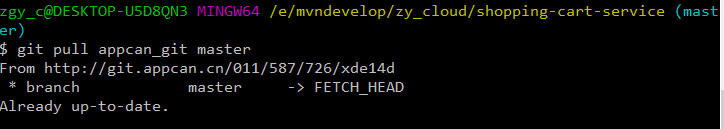 zgy_c@DESKTOP-U5D8QN3 MINGW64 /e/mvndevelop/zy_cloud/shopping-cart-service (mast
er)
$ git pull appcan_git master
From http://git.appcan.cn/011/587/726/xde14d
 * branch            master     -> FETCH_HEAD
Already up-to-date.